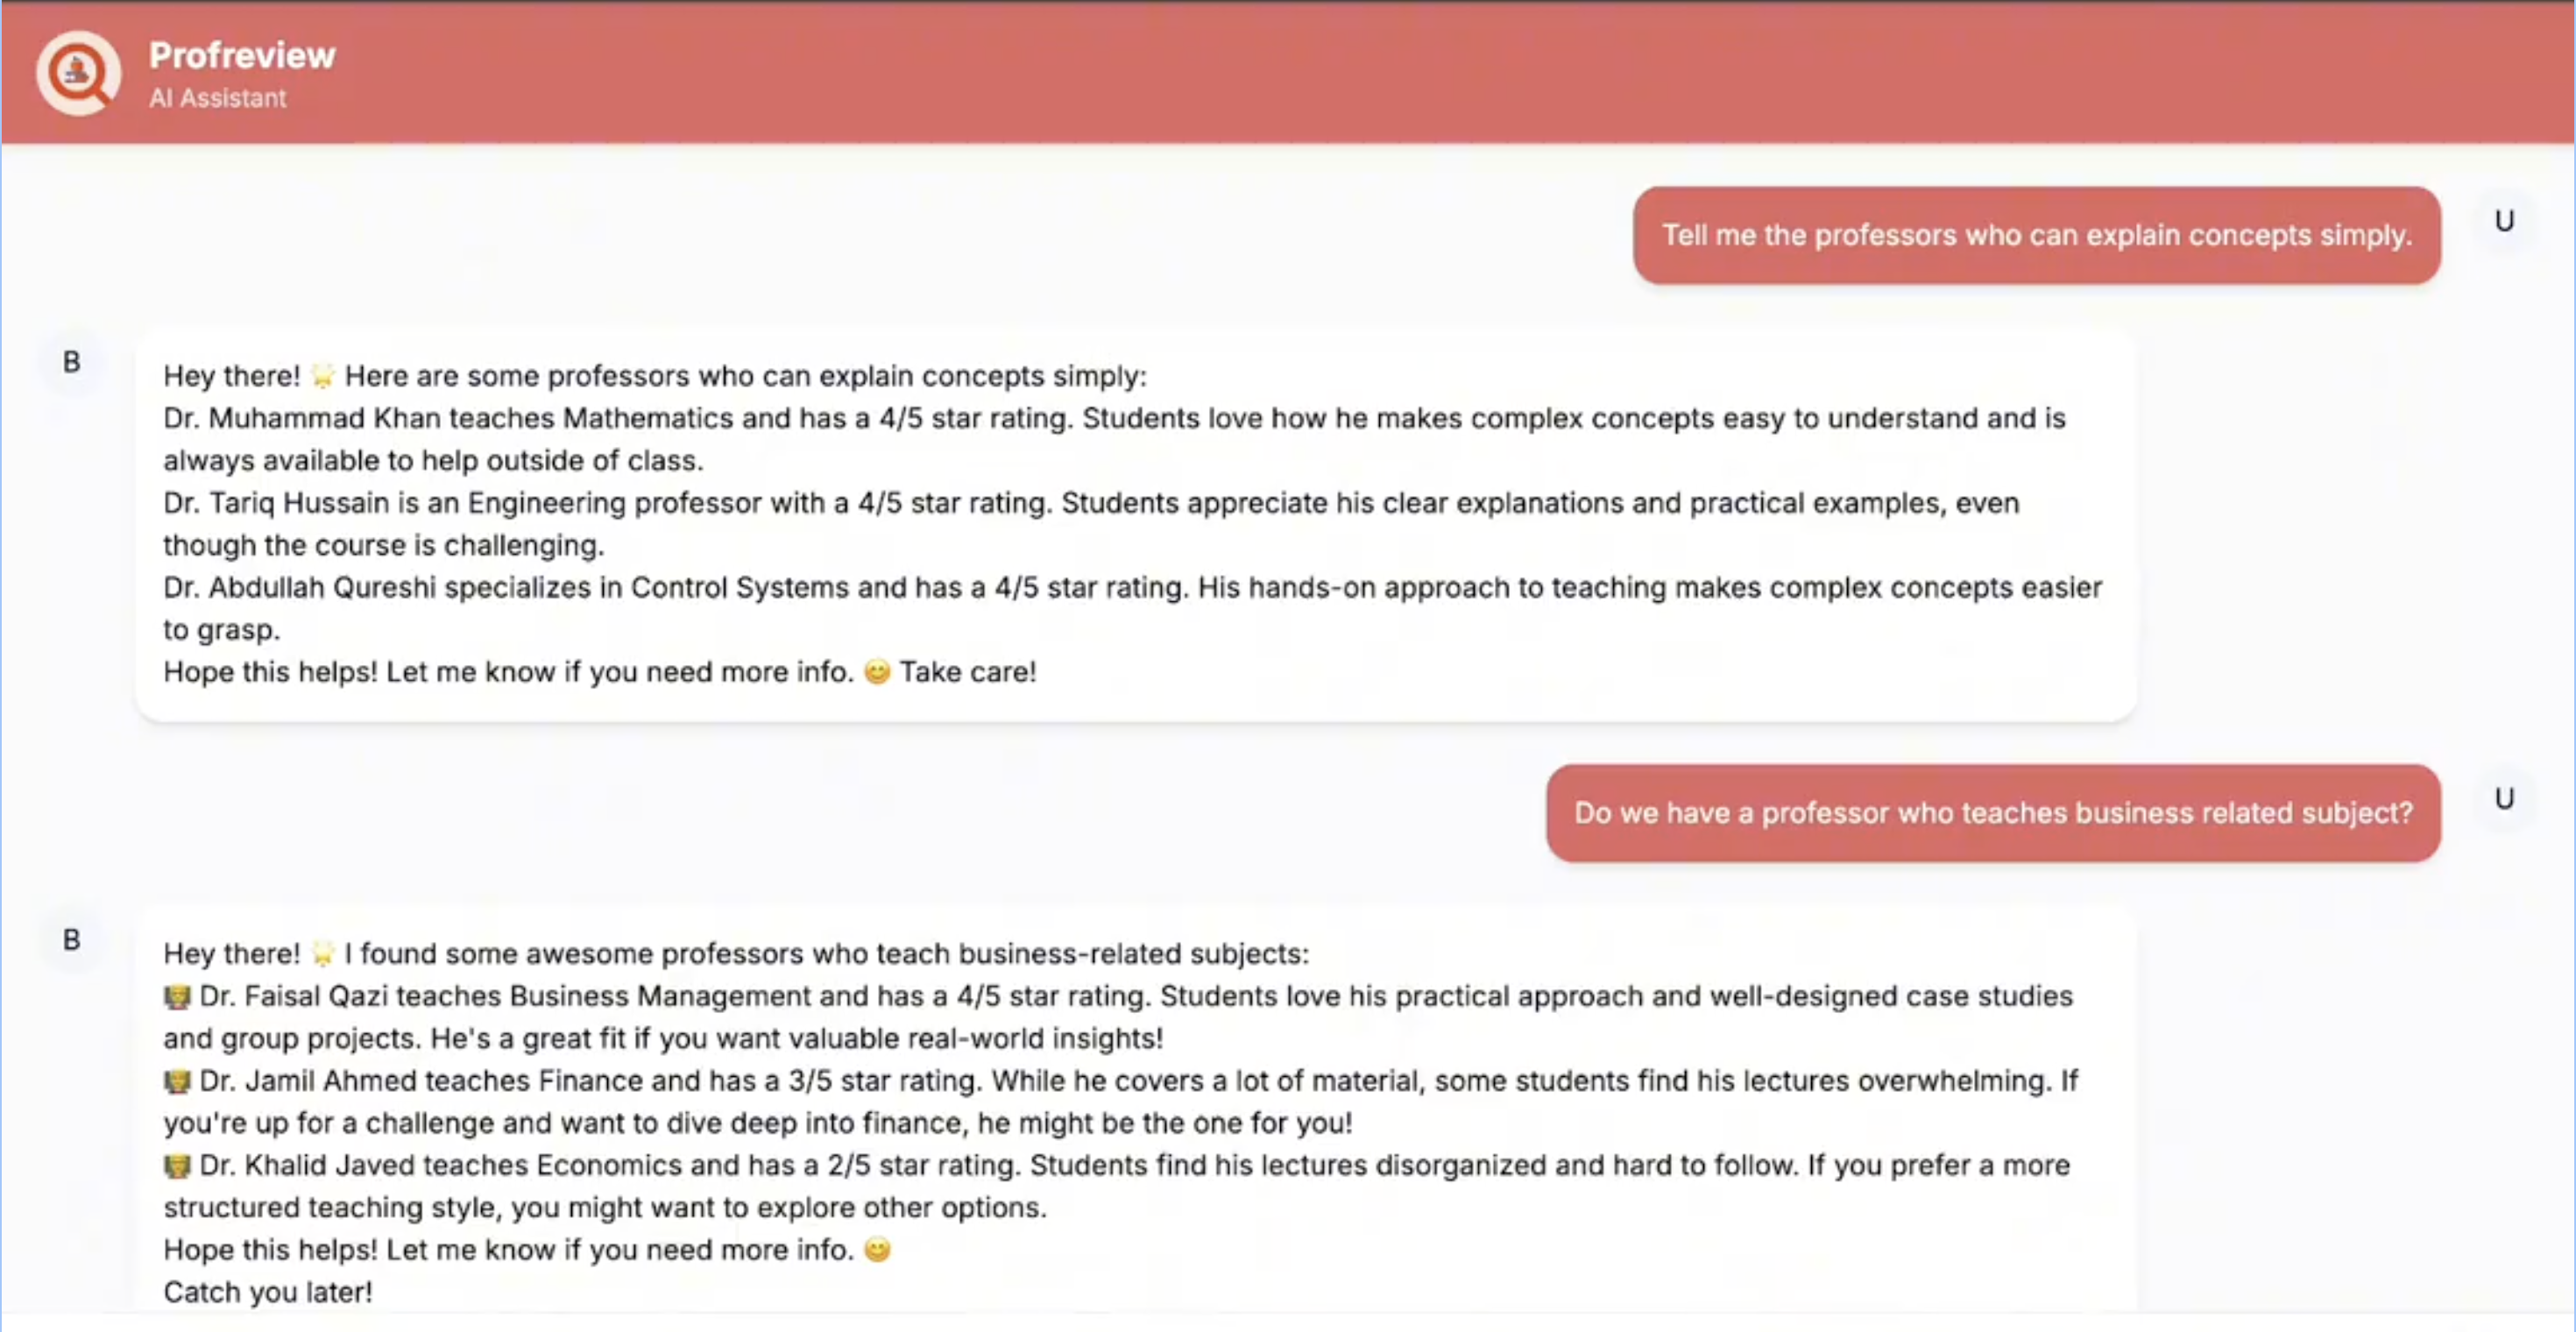 Profreview
AI Assistant
Tell me the professors who can explain concepts simply.
U
B
Hey there! 🌟 Here are some professors who can explain concepts simply:
Dr. Muhammad Khan teaches Mathematics and has a 4/5 star rating. Students love how he makes complex concepts easy to understand and is
always available to help outside of class.
Dr. Tariq Hussain is an Engineering professor with a 4/5 star rating. Students appreciate his clear explanations and practical examples, even
though the course is challenging.
Dr. Abdullah Qureshi specializes in Control Systems and has a 4/5 star rating. His hands-on approach to teaching makes complex concepts easier
to grasp.
Hope this helps! Let me know if you need more info. 😊 Take care!
Do we have a professor who teaches business related subject?
U
B
Hey there! 🌟 I found some awesome professors who teach business-related subjects:
👨‍🏫 Dr. Faisal Qazi teaches Business Management and has a 4/5 star rating. Students love his practical approach and well-designed case studies
and group projects. He's a great fit if you want valuable real-world insights!
👨‍🏫 Dr. Jamil Ahmed teaches Finance and has a 3/5 star rating. While he covers a lot of material, some students find his lectures overwhelming. If
you're up for a challenge and want to dive deep into finance, he might be the one for you!
👨‍🏫 Dr. Khalid Javed teaches Economics and has a 2/5 star rating. Students find his lectures disorganized and hard to follow. If you prefer a more
structured teaching style, you might want to explore other options.
Hope this helps! Let me know if you need more info. 😊
Catch you later!